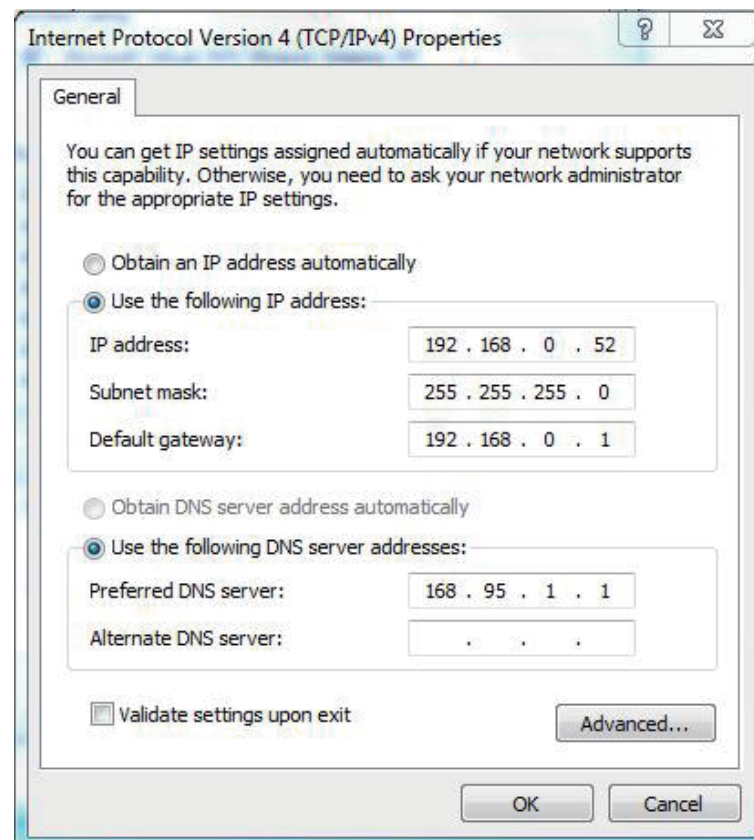 Internet Protocol Version 4 (TCP/IPv4) Properties
General
You can get IP settings assigned automatically if your network supports
this capability. Otherwise, you need to ask your network administrator
for the appropriate IP settings.
Obtain an IP address automatically
Use the following IP address:
IP address: 192 . 168 . 0 . 52
Subnet mask: 255 . 255 . 255 . 0
Default gateway: 192 . 168 . 0 . 1
Obtain DNS server address automatically
Use the following DNS server addresses:
Preferred DNS server: 168 . 95 . 1 . 1
Alternate DNS server: . . .
Validate settings upon exit
Advanced...
OK Cancel